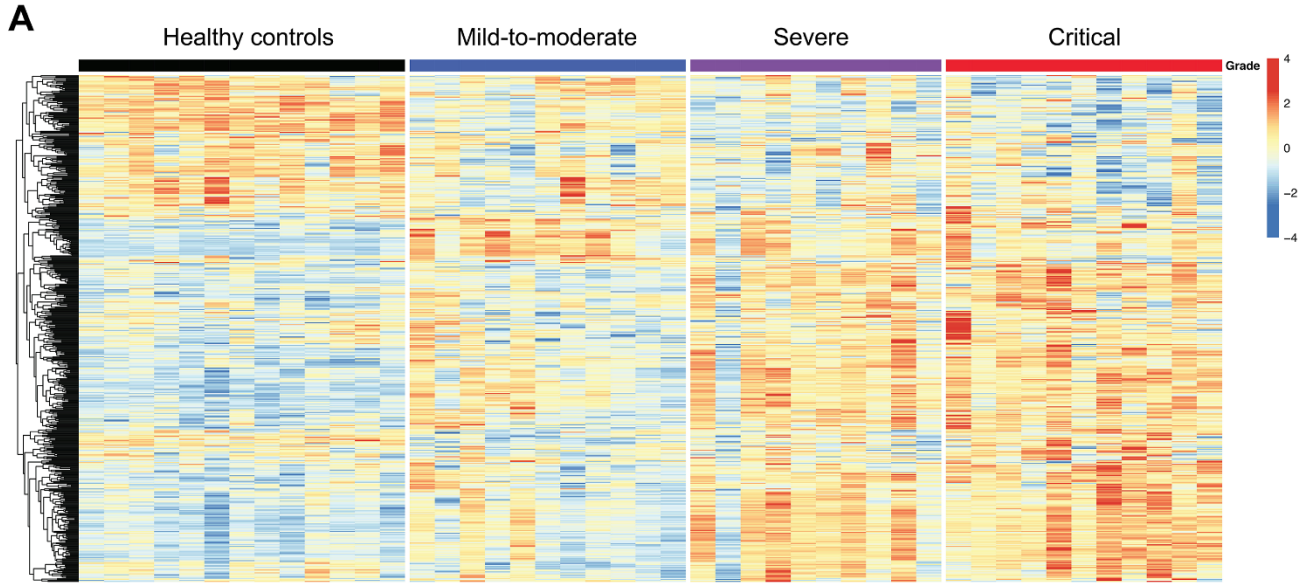 A
Healthy controls Mild-to-moderate Severe Critical
Grade
4
2
0
−2
−4